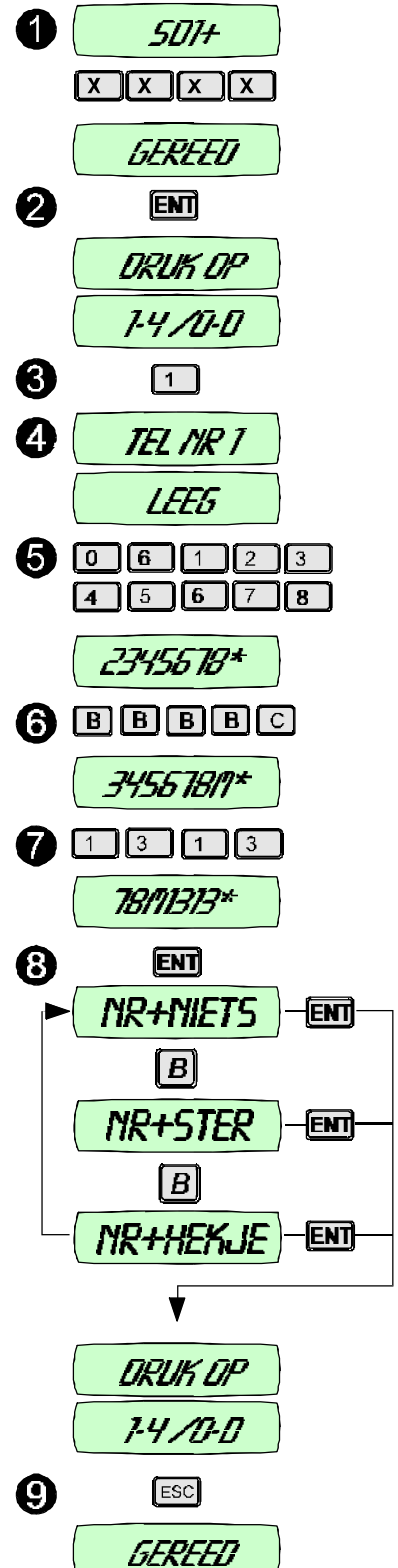 1 S01+
X X X X
GEREED
2 ENT
DRUK OP
1-4 /0-D
3 1
4 TEL NR 1
LEEG
5 0 6 1 2 3
4 5 6 7 8
2345678*
6 B B B B C
345678M*
7 1 3 1 3
78M1313*
8 ENT
NR+NIETS ENT
B
NR+STER ENT
B
NR+HEKJE ENT
DRUK OP
1-4 /0-D
9 ESC
GEREED